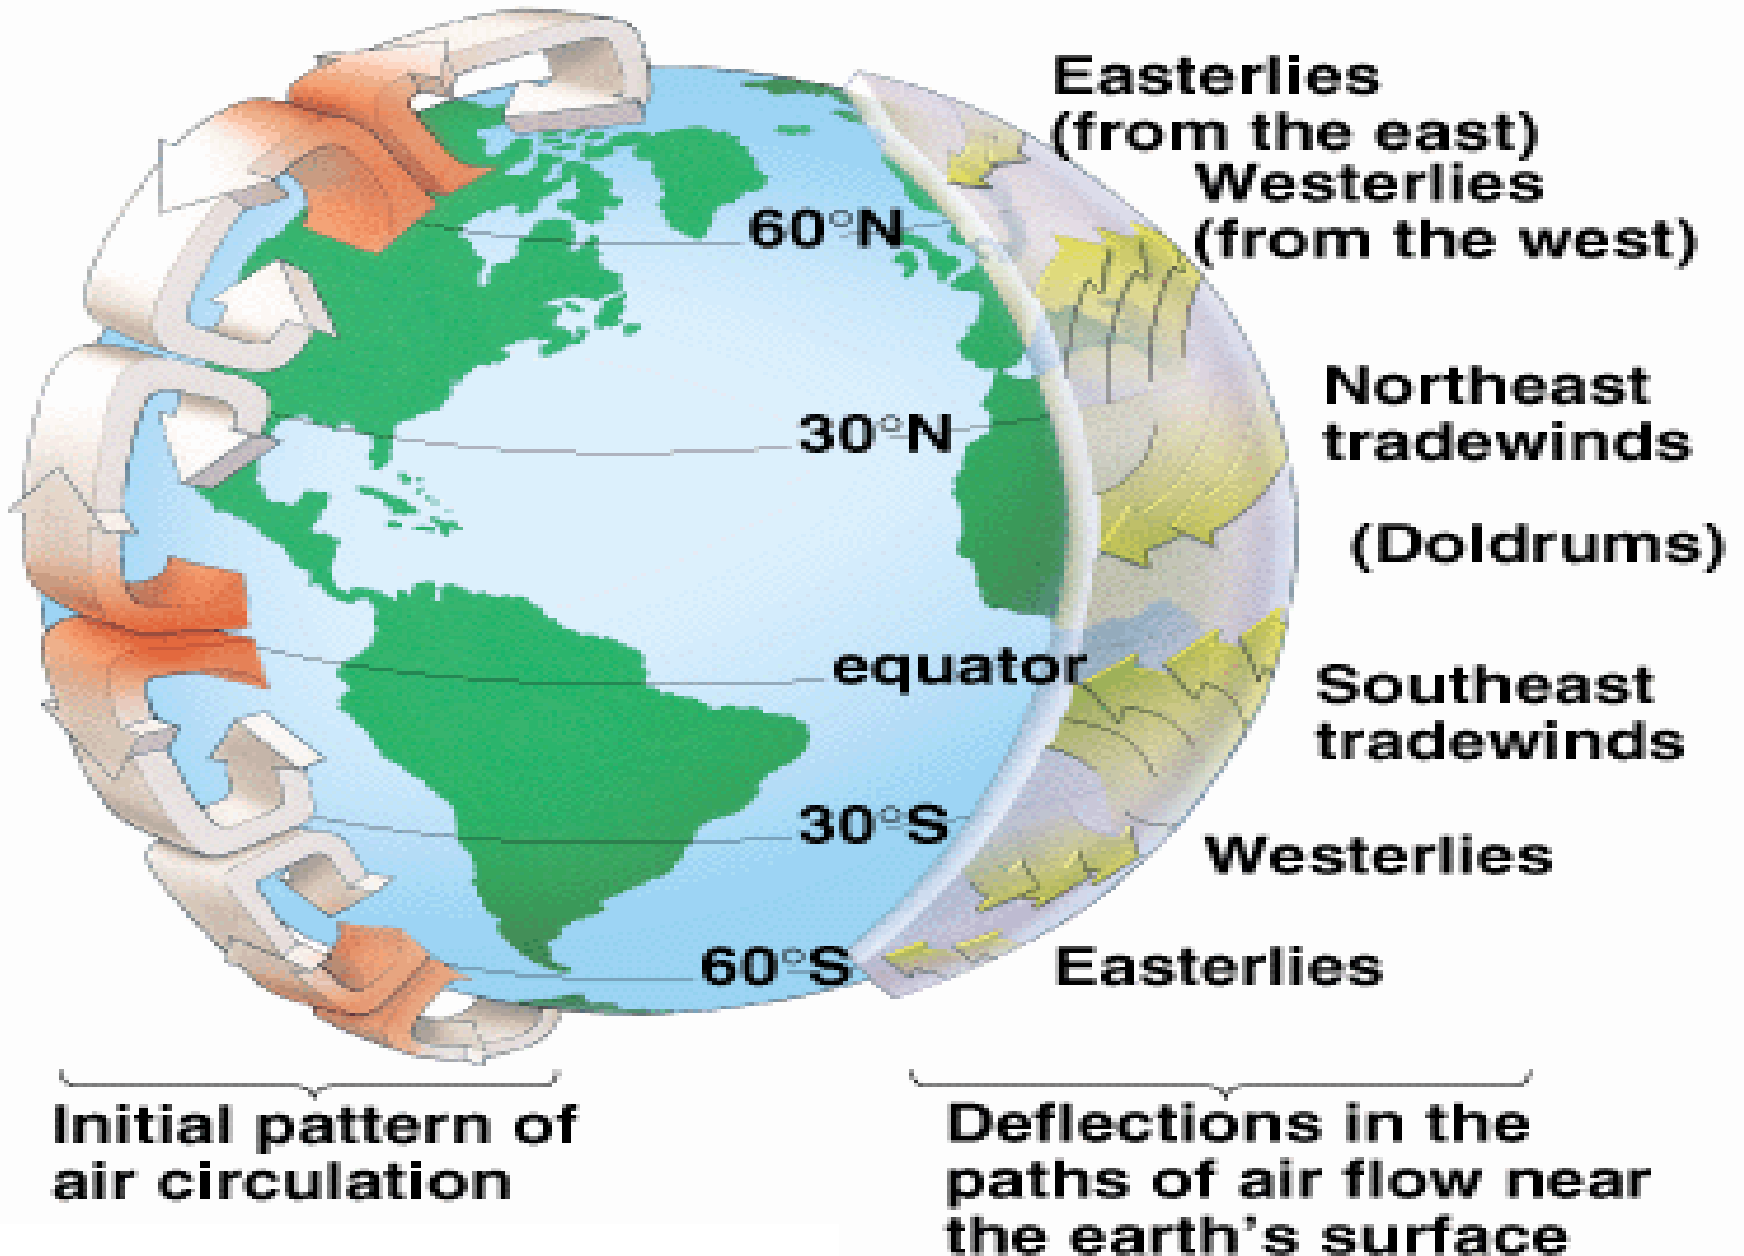 Easterlies
(from the east)
Westerlies
(from the west)
60°N
Northeast
tradewinds
30°N
(Doldrums)
equator
Southeast
tradewinds
30°S
Westerlies
60°S
Easterlies
Initial pattern of
air circulation
Deflections in the
paths of air flow near
the earth's surface